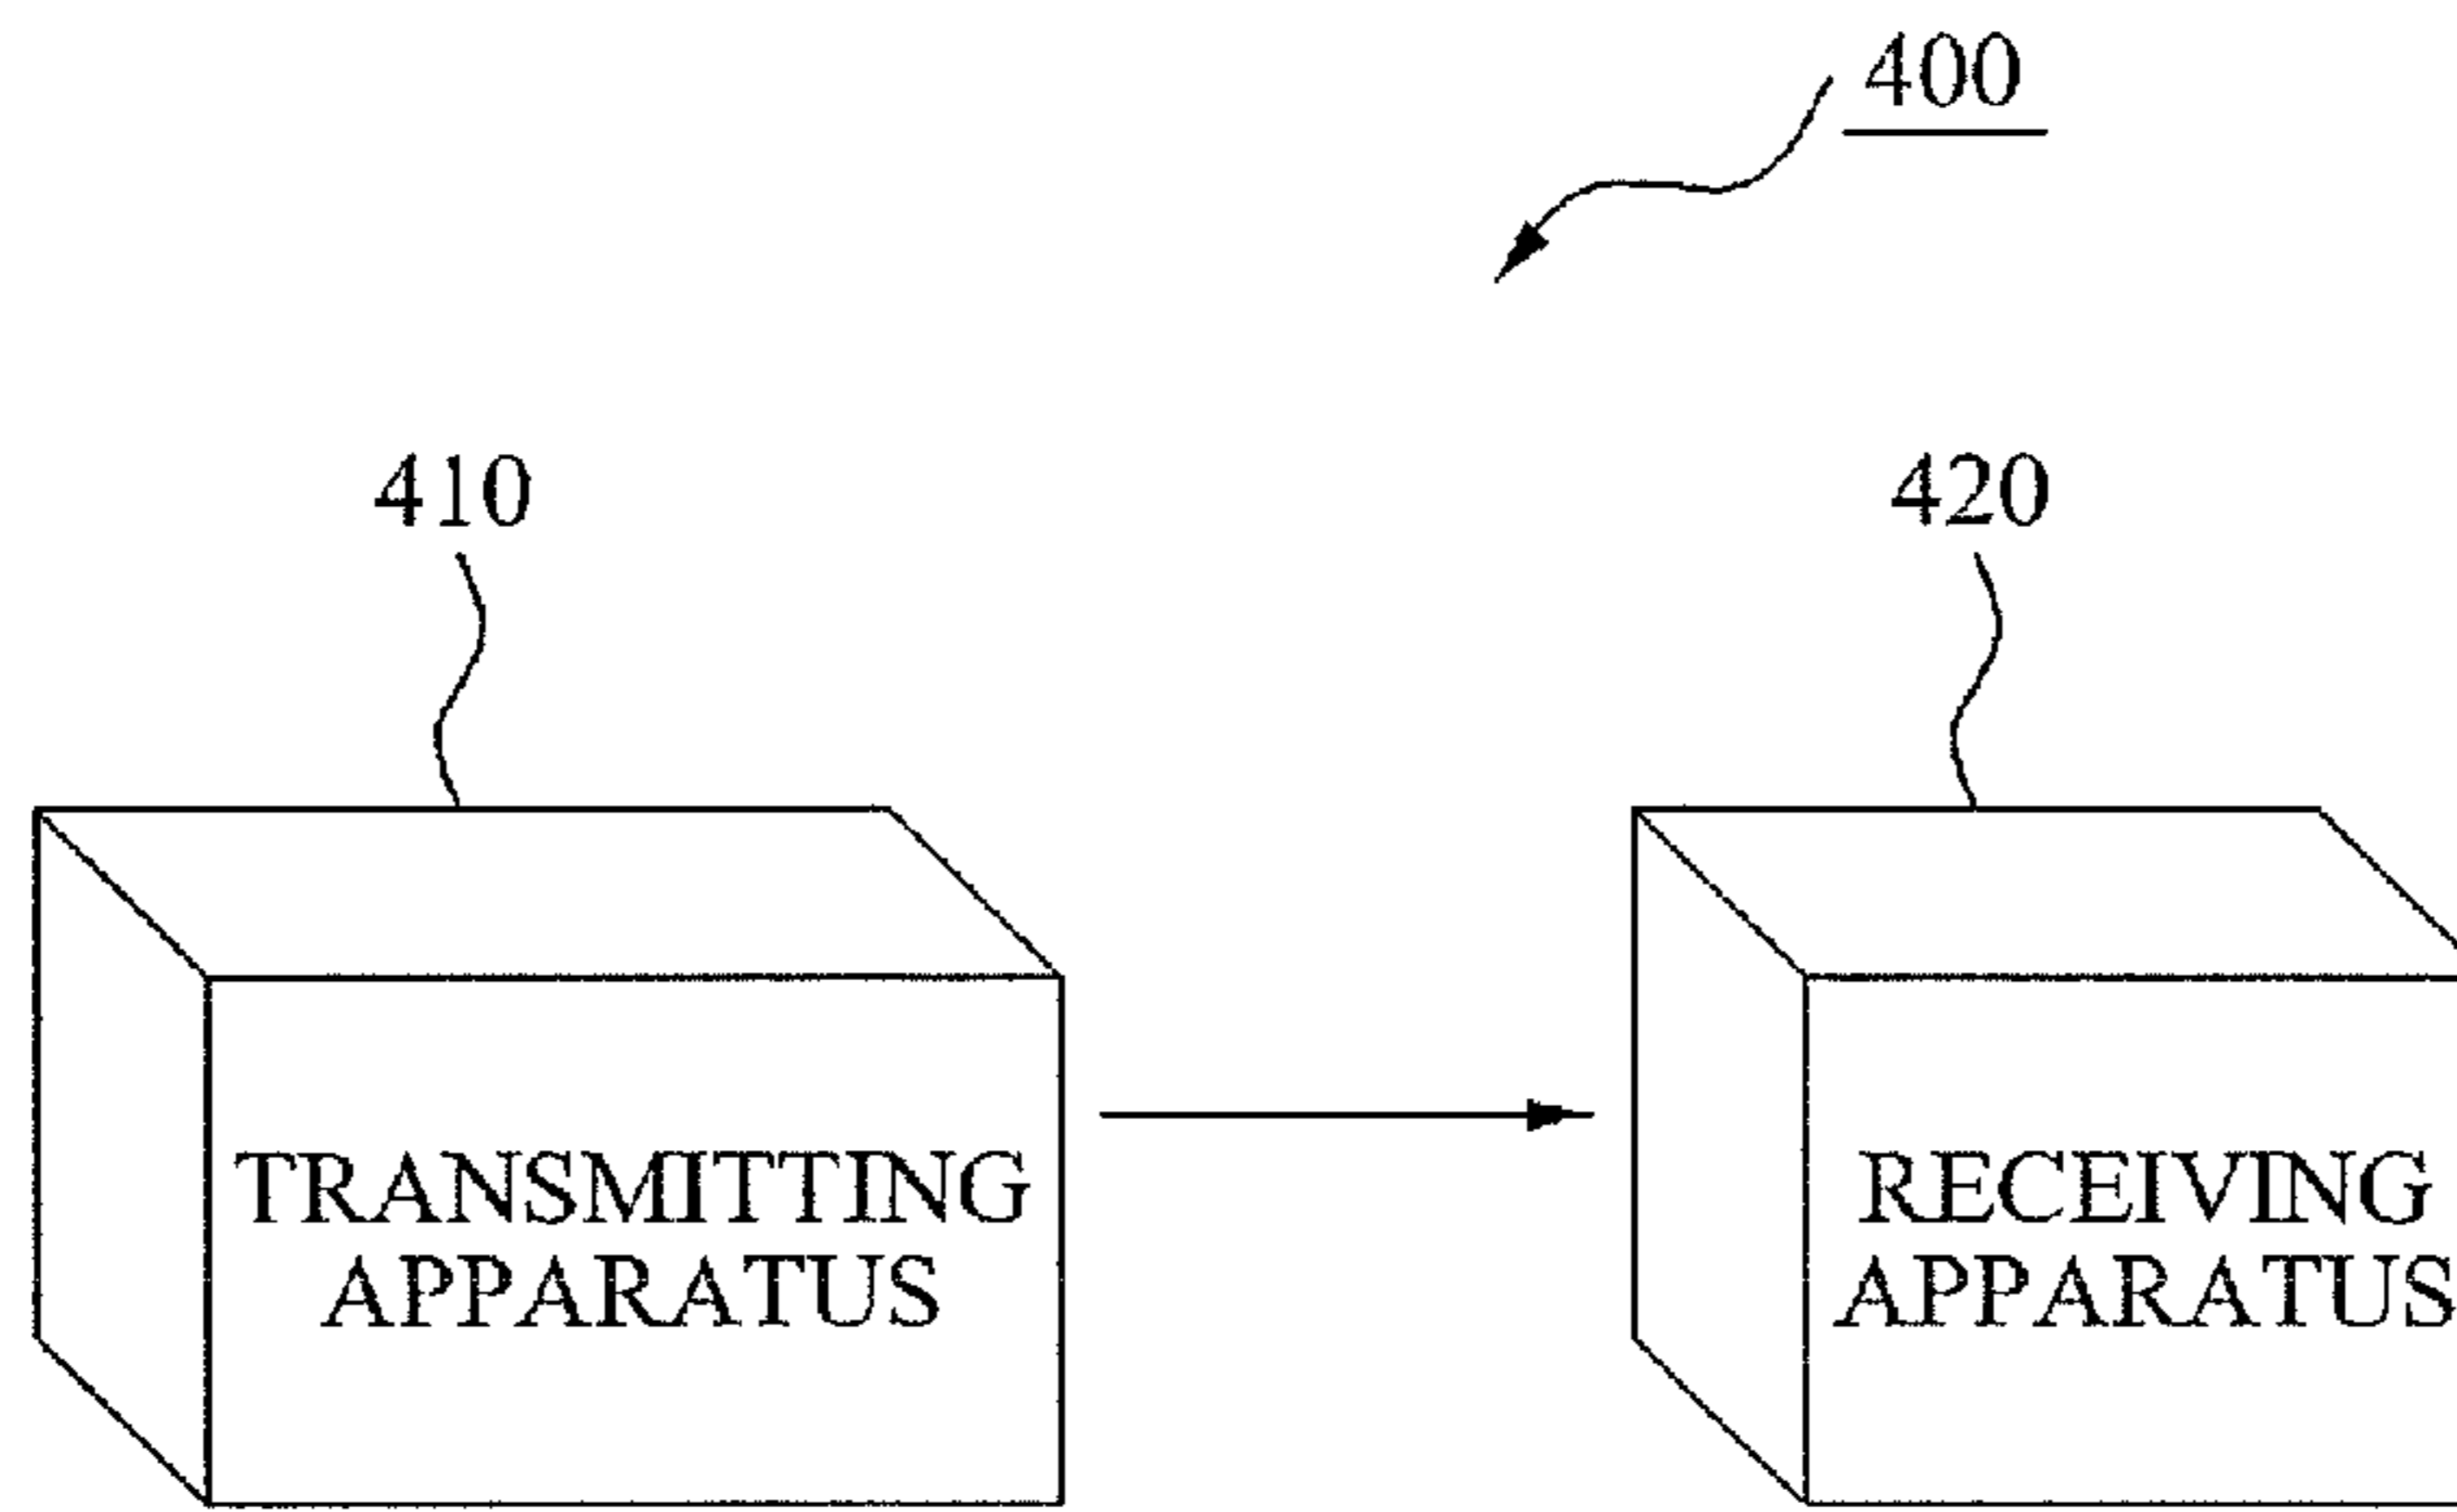 400
410
420
TRANSMITTING
APPARATUS
RECEIVING
APPARATUS